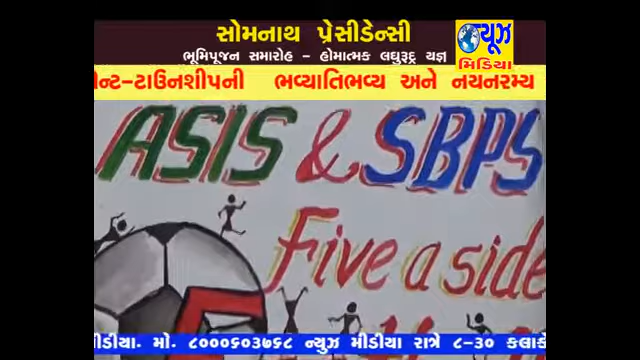 સોમનાથ પ્રેસીડેન્સી
ભૂમિપૂજન સમારોહ - હોમાત્મક લઘુરૂદ્ર યજ્ઞ
ન્યૂઝ
મિડિયા
ન્ટ-ટાઉનશીપની ભવ્યાતિભવ્ય અને નયનરમ્ય
ASIS & SBPS
Five a side
મીડીયા. મો. ૮૦૦૦૬૦૩૭૬૮ ન્યુઝ મીડીયા રાત્રે ૮-૩૦ કલાકે